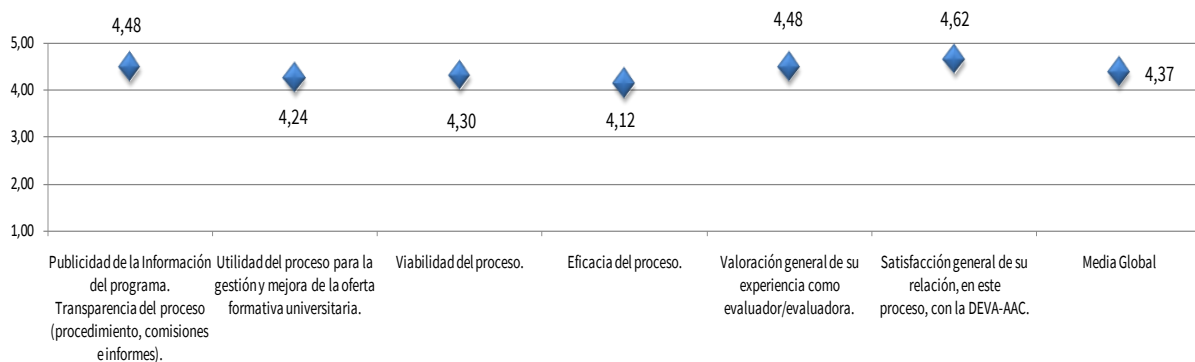 4,48
4,24
4,30
4,12
4,48
4,62
4,37
5,00
4,00
3,00
2,00
1,00
Publicidad de la Información
del programa.
Transparencia del proceso
(procedimiento, comisiones
e informes).
Utilidad del proceso para la
gestión y mejora de la oferta
formativa universitaria.
Viabilidad del proceso.
Eficacia del proceso.
Valoración general de su
experiencia como
evaluador/evaluadora.
Satisfacción general de su
relación, en este
proceso, con la DEVA-AAC.
Media Global